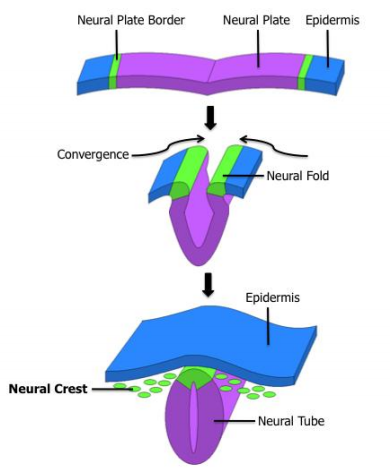 Neural Plate Border
Neural Plate
Epidermis
Convergence
Neural Fold
Epidermis
Neural Crest
Neural Tube